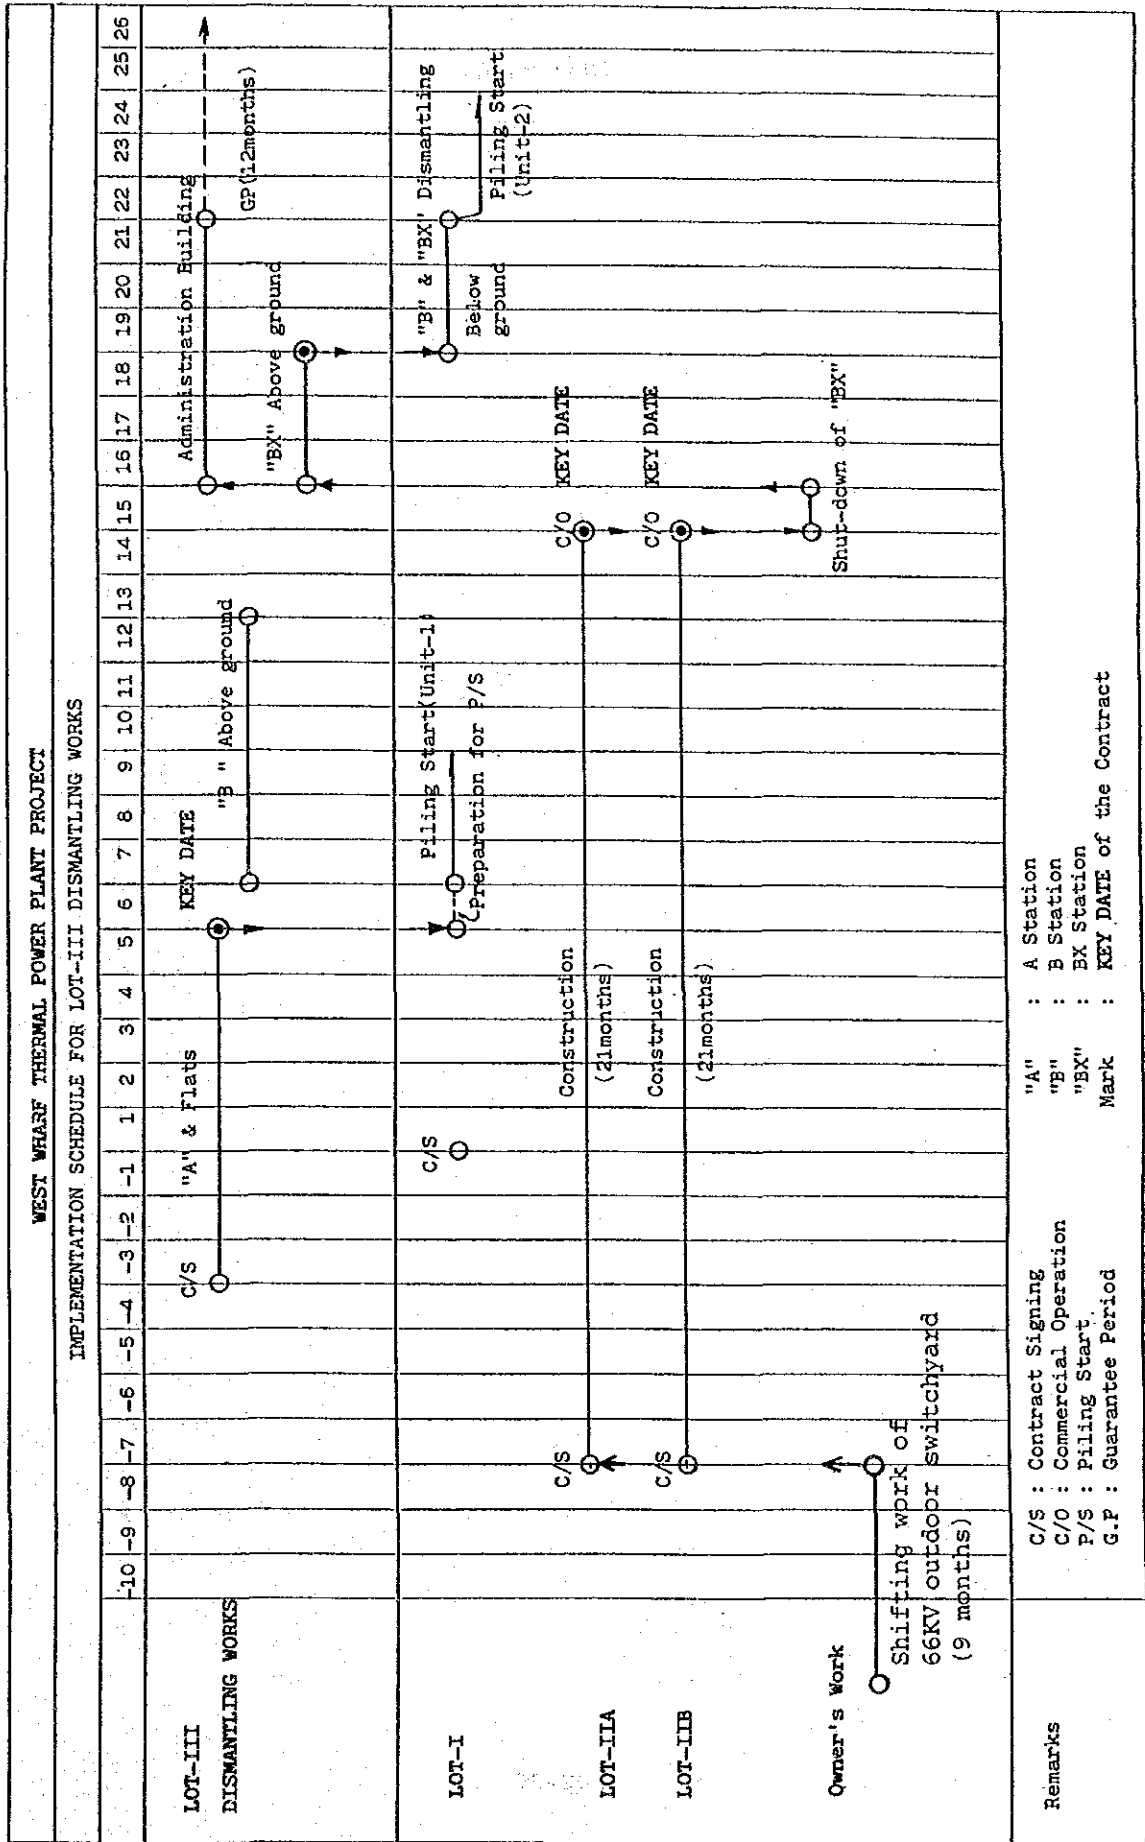 WEST WHARF THERMAL POWER PLANT PROJECT
IMPLEMENTATION SCHEDULE FOR LOT-III DISMANTLING WORKS
-10 -9 -8 -7 -6 -5 -4 -3 -2 -1 1 2 3 4 5 6 7 8 9 10 11 12 13 14 15 16 17 18 19 20 21 22 23 24 25 26
LOT-III
DISMANTLING WORKS
C/S
"A" & Flats
KEY DATE
"B" Above ground
Administration Building
GP(12months)
"BX" Above ground
LOT-I
C/S
Piling Start(Unit-1)
Preparation for P/S
"B" & "BX" Dismantling
Below
ground
Piling Start
(Unit-2)
LOT-IIA
C/S
Construction
(21months)
C/O KEY DATE
LOT-IIB
C/S
Construction
(21months)
C/O KEY DATE
Shut-down of "BX"
Owner's Work
Shifting work of
66KV outdoor switchyard
(9 months)
Remarks
C/S : Contract Signing
C/O : Commercial Operation
P/S : Piling Start
G.P : Guarantee Period
"A" : A Station
"B" : B Station
"BX" : BX Station
Mark : KEY DATE of the Contract